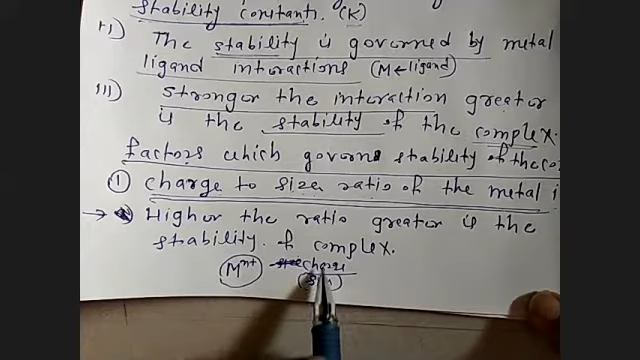 stability constants. (K)
ii) The stability is governed by metal
ligand interactions (M←ligand)
iii) Stronger the interaction greater
is the stability of the complex.
factors which governs stability of the co
① charge to size ratio of the metal i
→ Higher the ratio greater is the
stability of complex.
Mⁿ⁺ charge